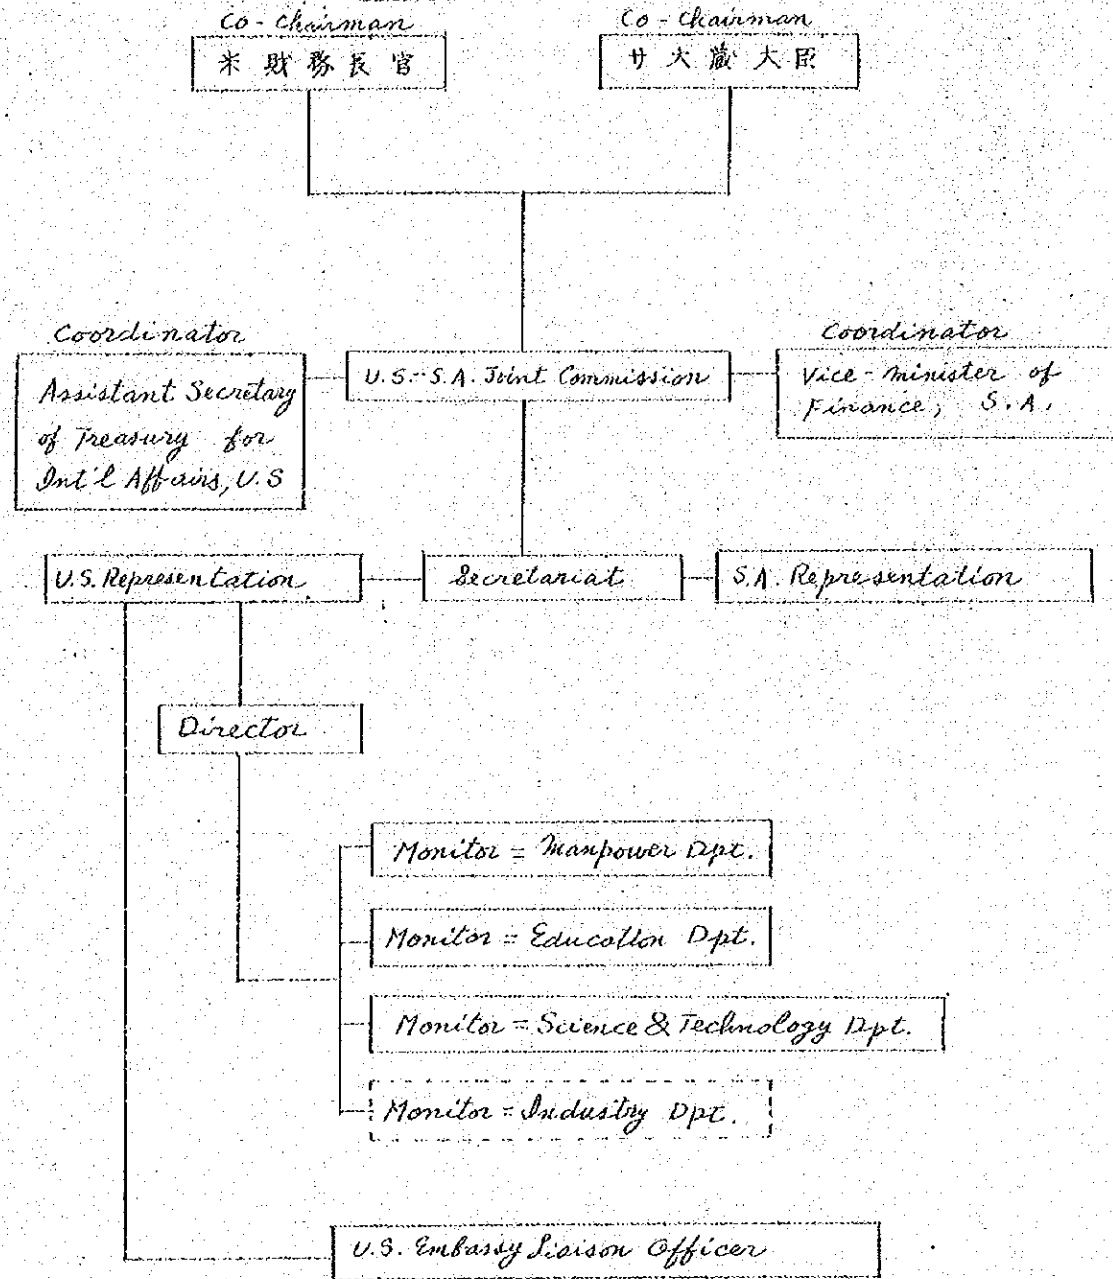 Co-Chairman
Co-Chairman
米財務長官
サ大蔵大臣
Coordinator
Coordinator
Assistant Secretary
of Treasury for
Int'l Affairs, U.S
U.S.-S.A. Joint Commission
Vice-minister of
Finance, S.A.
U.S. Representation
Secretariat
S.A. Representation
Director
Monitor = Manpower Dpt.
Monitor = Education Dpt.
Monitor = Science & Technology Dpt.
Monitor = Industry Dpt.
U.S. Embassy Liaison Officer